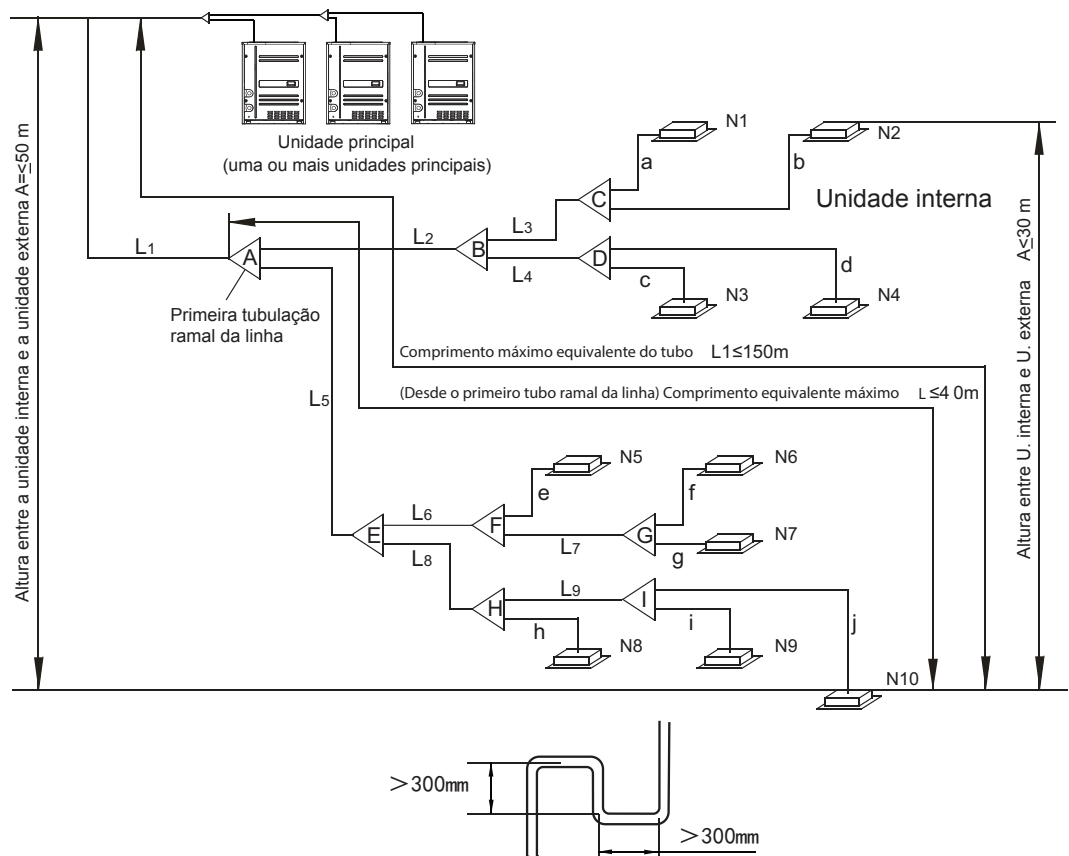 Unidade principal
(uma ou mais unidades principais)
N1
N2
a
b
C
Unidade interna
L3
L2
B
L1
A
L4
D
d
c
N3
N4
Primeira tubulação
ramal da linha
Comprimento máximo equivalente do tubo L1≤150m
(Desde o primeiro tubo ramal da linha) Comprimento equivalente máximo L ≤4 0m
L5
Altura entre a unidade interna e a unidade externa A=≤50 m
Altura entre U. interna e U. externa A≤30 m
N5
N6
e
f
L6
F
G
N7
E
L7
g
L8
L9
I
H
h
i
j
N8
N9
N10
>300mm
>300mm